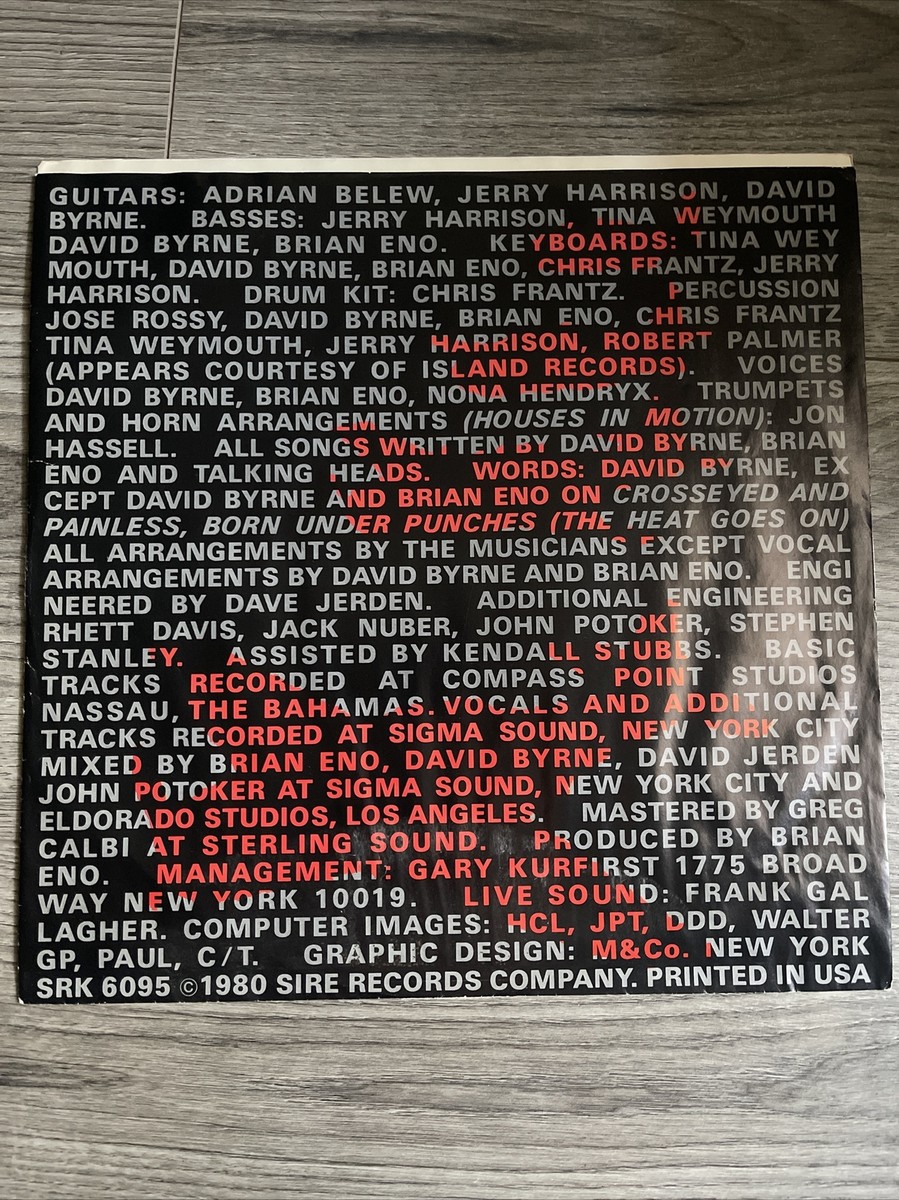 GUITARS: ADRIAN BELEW, JERRY HARRISON, DAVID
BYRNE. BASSES: JERRY HARRISON, TINA WEYMOUTH
DAVID BYRNE, BRIAN ENO. KEYBOARDS: TINA WEY
MOUTH, DAVID BYRNE, BRIAN ENO, CHRIS FRANTZ, JERRY
HARRISON. DRUM KIT: CHRIS FRANTZ. PERCUSSION
JOSE ROSSY, DAVID BYRNE, BRIAN ENO, CHRIS FRANTZ
TINA WEYMOUTH, JERRY HARRISON, ROBERT PALMER
(APPEARS COURTESY OF ISLAND RECORDS). VOICES
DAVID BYRNE, BRIAN ENO, NONA HENDRYX. TRUMPETS
AND HORN ARRANGEMENTS (HOUSES IN MOTION): JON
HASSELL. ALL SONGS WRITTEN BY DAVID BYRNE, BRIAN
ENO AND TALKING HEADS. WORDS: DAVID BYRNE, EX
CEPT DAVID BYRNE AND BRIAN ENO ON CROSSEYED AND
PAINLESS, BORN UNDER PUNCHES (THE HEAT GOES ON)
ALL ARRANGEMENTS BY THE MUSICIANS EXCEPT VOCAL
ARRANGEMENTS BY DAVID BYRNE AND BRIAN ENO. ENGI
NEERED BY DAVE JERDEN. ADDITIONAL ENGINEERING
RHETT DAVIS, JACK NUBER, JOHN POTOKER, STEPHEN
STANLEY. ASSISTED BY KENDALL STUBBS. BASIC
TRACKS RECORDED AT COMPASS POINT STUDIOS
NASSAU, THE BAHAMAS. VOCALS AND ADDITIONAL
TRACKS RECORDED AT SIGMA SOUND, NEW YORK CITY
MIXED BY BRIAN ENO, DAVID BYRNE, DAVID JERDEN
JOHN POTOKER AT SIGMA SOUND, NEW YORK CITY AND
ELDORADO STUDIOS, LOS ANGELES. MASTERED BY GREG
CALBI AT STERLING SOUND. PRODUCED BY BRIAN
ENO. MANAGEMENT: GARY KURFIRST 1775 BROAD
WAY NEW YORK 10019. LIVE SOUND: FRANK GAL
LAGHER. COMPUTER IMAGES: HCL, JPT, DDD, WALTER
GP, PAUL, C/T. GRAPHIC DESIGN: M&Co. NEW YORK
SRK 6095 ©1980 SIRE RECORDS COMPANY. PRINTED IN USA